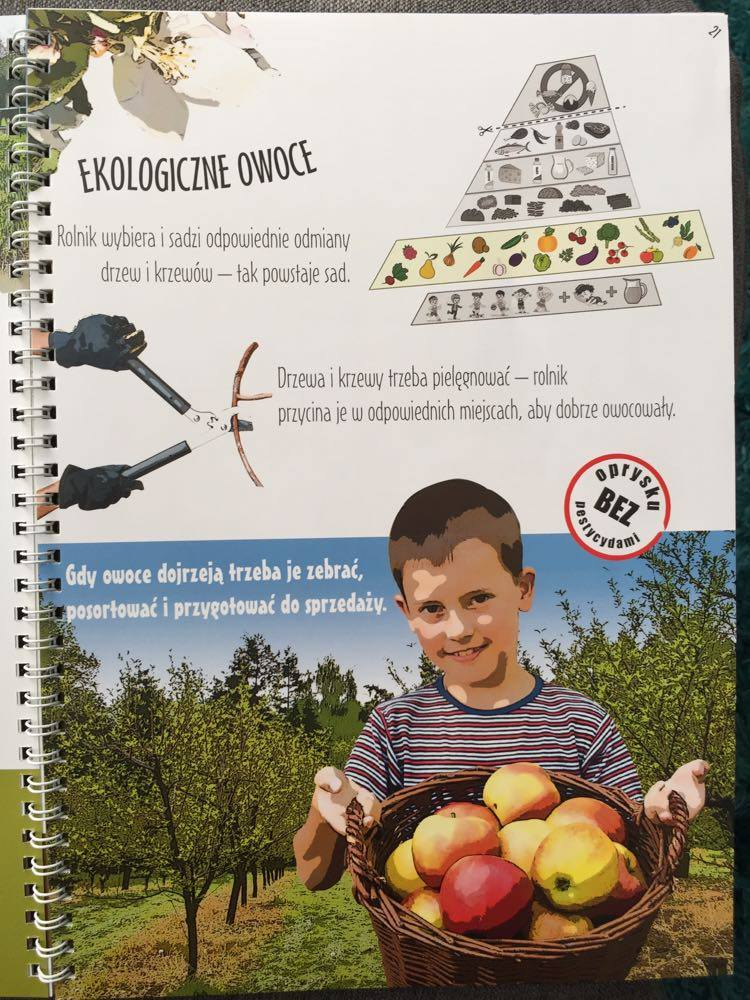 21
EKOLOGICZNE OWOCE
Rolnik wybiera i sadzi odpowiednie odmiany
drzew i krzewów – tak powstaje sad.
Drzewa i krzewy trzeba pielęgnować – rolnik
przycina je w odpowiednich miejscach, aby dobrze owocowały.
oprysku
BEZ
pestycydami
Gdy owoce dojrzeją trzeba je zebrać,
posortować i przygotować do sprzedaży.